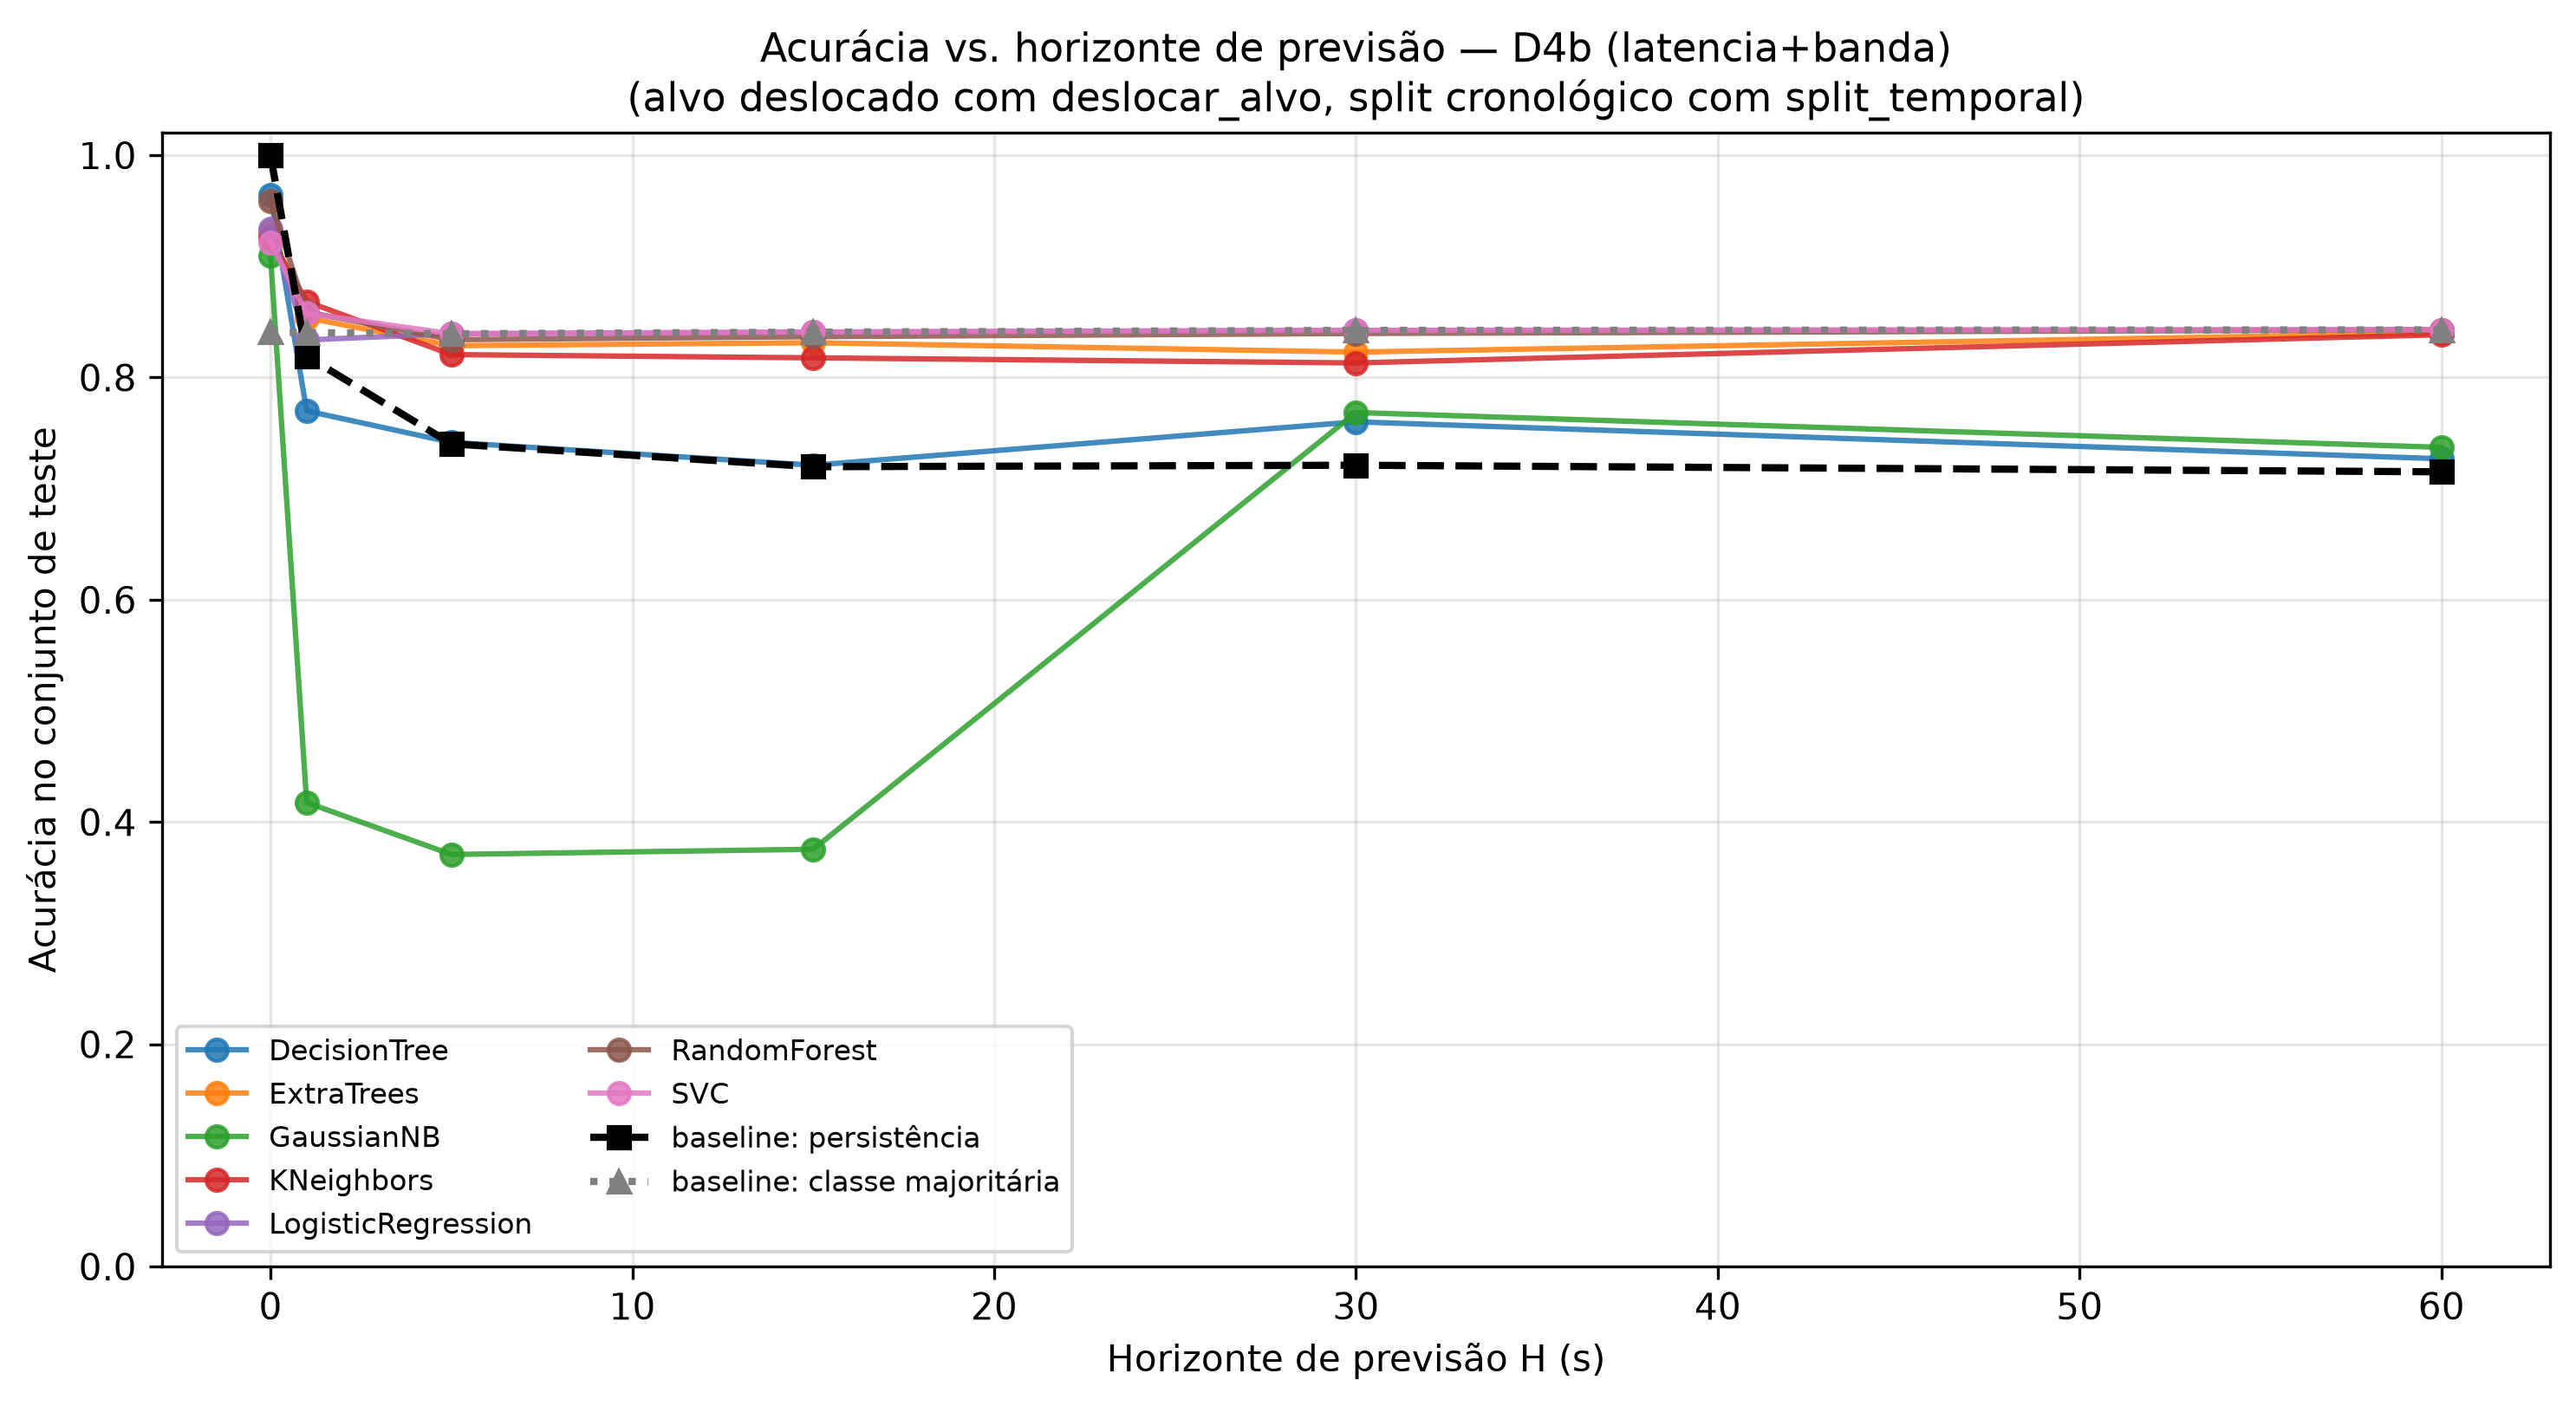 Acurácia vs. horizonte de previsão — D4b (latencia+banda)
(alvo deslocado com deslocar_alvo, split cronológico com split_temporal)
Acurácia no conjunto de teste
1.0
0.8
0.6
0.4
0.2
0.0
DecisionTree
ExtraTrees
GaussianNB
KNeighbors
LogisticRegression
RandomForest
SVC
baseline: persistência
baseline: classe majoritária
0 10 20 30 40 50 60
Horizonte de previsão H (s)